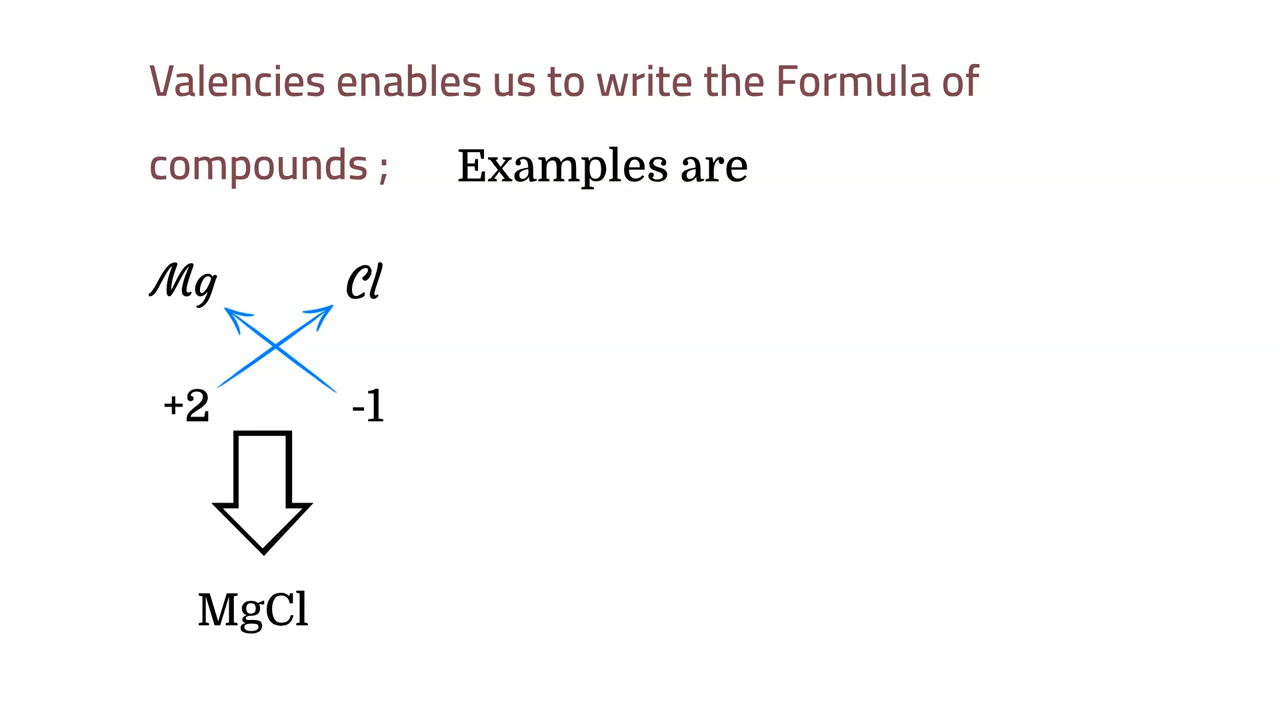 Valencies enables us to write the Formula of
compounds ; Examples are
Mg Cl
+2 -1
MgCl